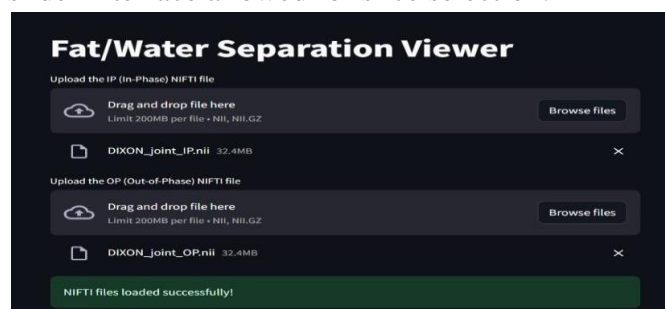 Fat/Water Separation Viewer
Upload the IP (In-Phase) NIFTI file
Drag and drop file here
Browse files
Limit 200MB per file • NII, NII.GZ
DIXON_joint_IP.nii 32.4MB
Upload the OP (Out-of-Phase) NIFTI file
Drag and drop file here
Browse files
Limit 200MB per file • NII, NII.GZ
DIXON_joint_OP.nii 32.4MB
NIFTI files loaded successfully!